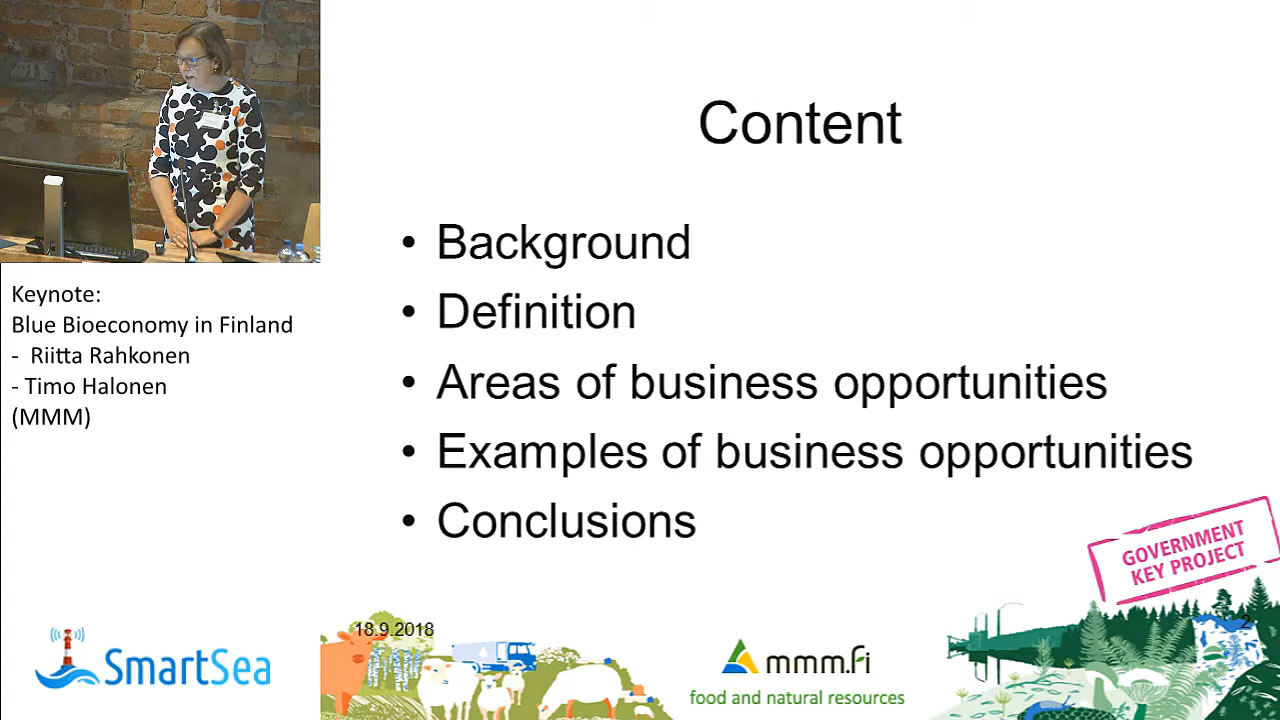 Content
• Background
• Definition
• Areas of business opportunities
• Examples of business opportunities
• Conclusions
Keynote:
Blue Bioeconomy in Finland
- Riitta Rahkonen
- Timo Halonen
(MMM)
GOVERNMENT
KEY PROJECT
18.9.2018
2
SmartSea
mmm.fi
food and natural resources